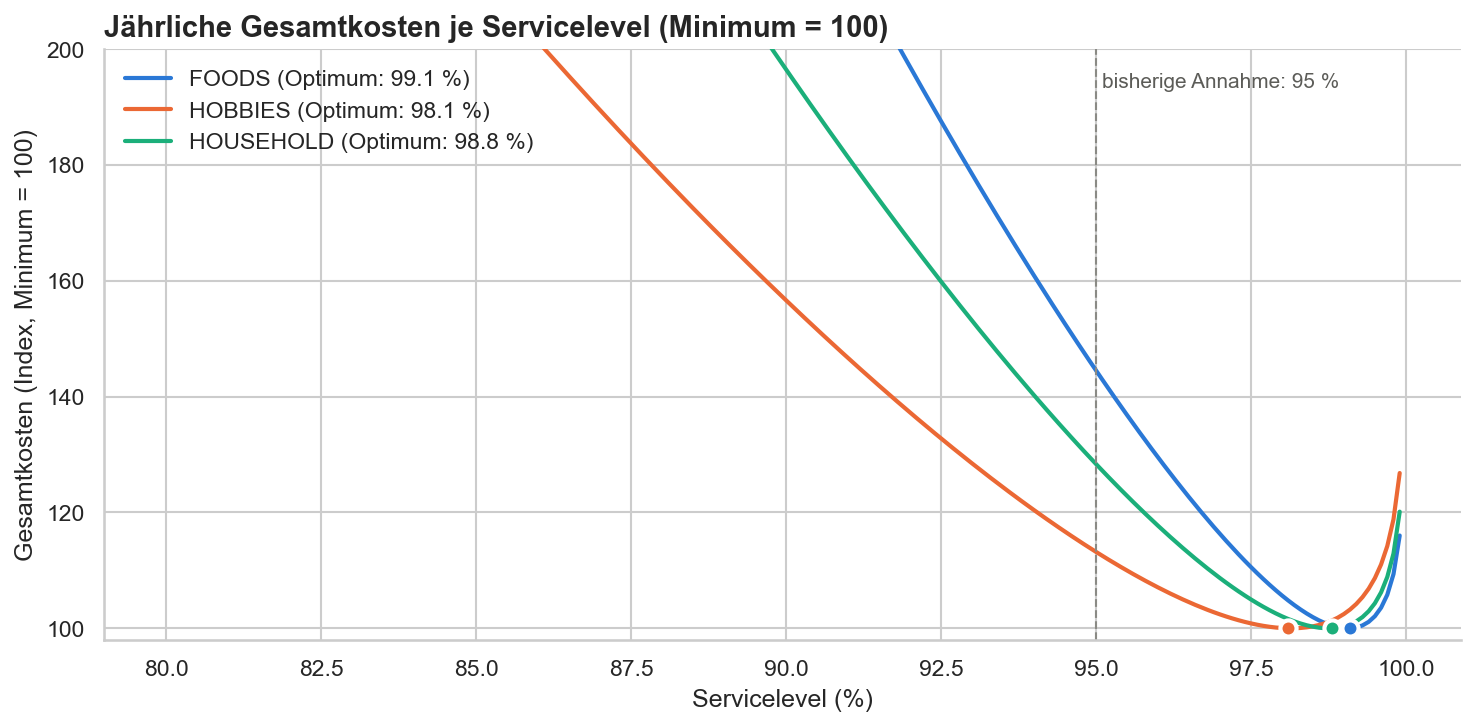 Jährliche Gesamtkosten je Servicelevel (Minimum = 100)
200
180
160
140
120
100
Gesamtkosten (Index, Minimum = 100)
FOODS (Optimum: 99.1 %)
HOBBIES (Optimum: 98.1 %)
HOUSEHOLD (Optimum: 98.8 %)
bisherige Annahme: 95 %
80.0 82.5 85.0 87.5 90.0 92.5 95.0 97.5 100.0
Servicelevel (%)